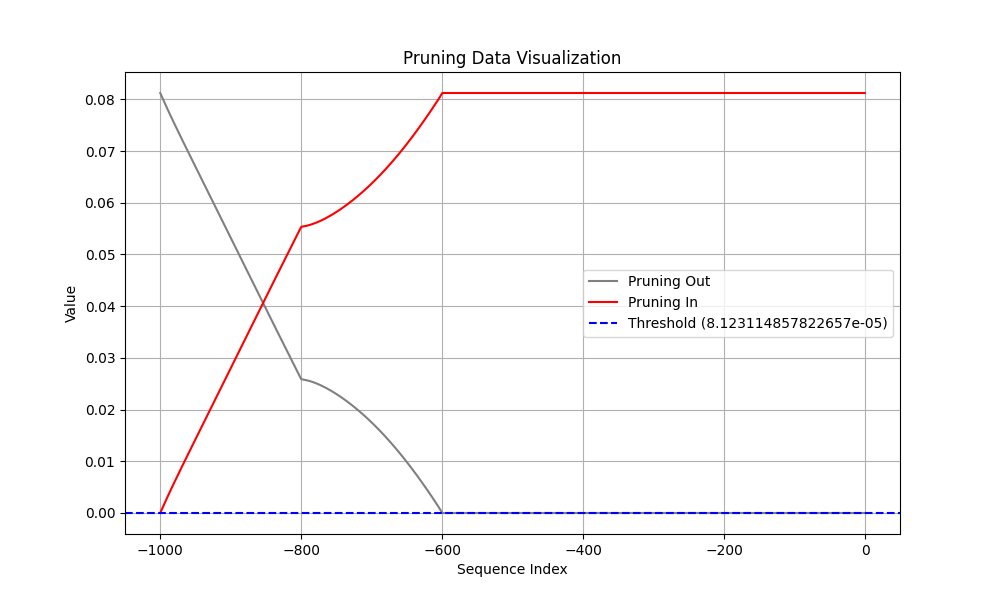 Pruning Data Visualization
0.08
0.07
0.06
0.05
0.04
0.03
0.02
0.01
0.00
Value
Pruning Out
Pruning In
Threshold (8.123114857822657e-05)
−1000
−800
−600
−400
−200
0
Sequence Index